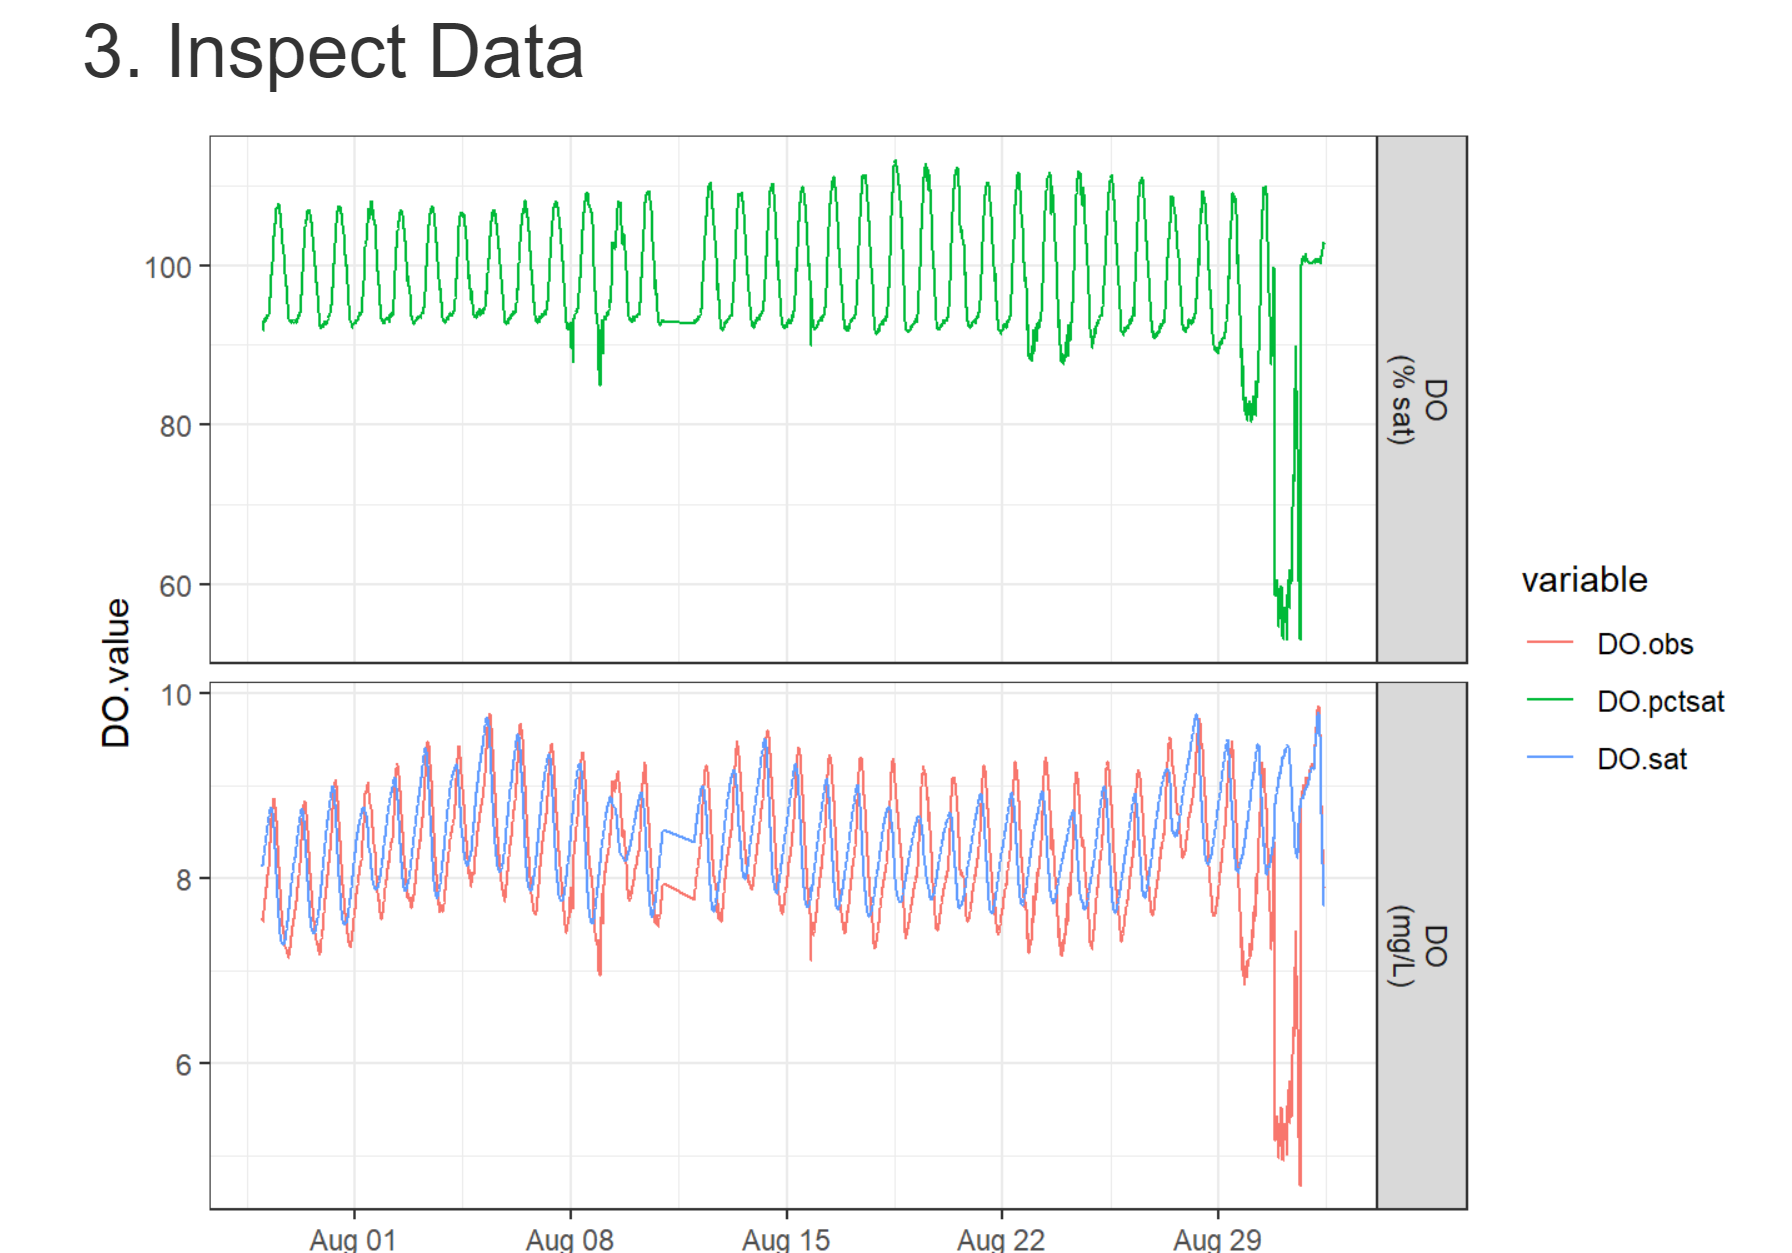 3. Inspect Data
100
80
60
DO
(% sat)
DO.value
10
8
6
DO
(mg/L)
Aug 01
Aug 08
Aug 15
Aug 22
Aug 29
variable
DO.obs
DO.pctsat
DO.sat